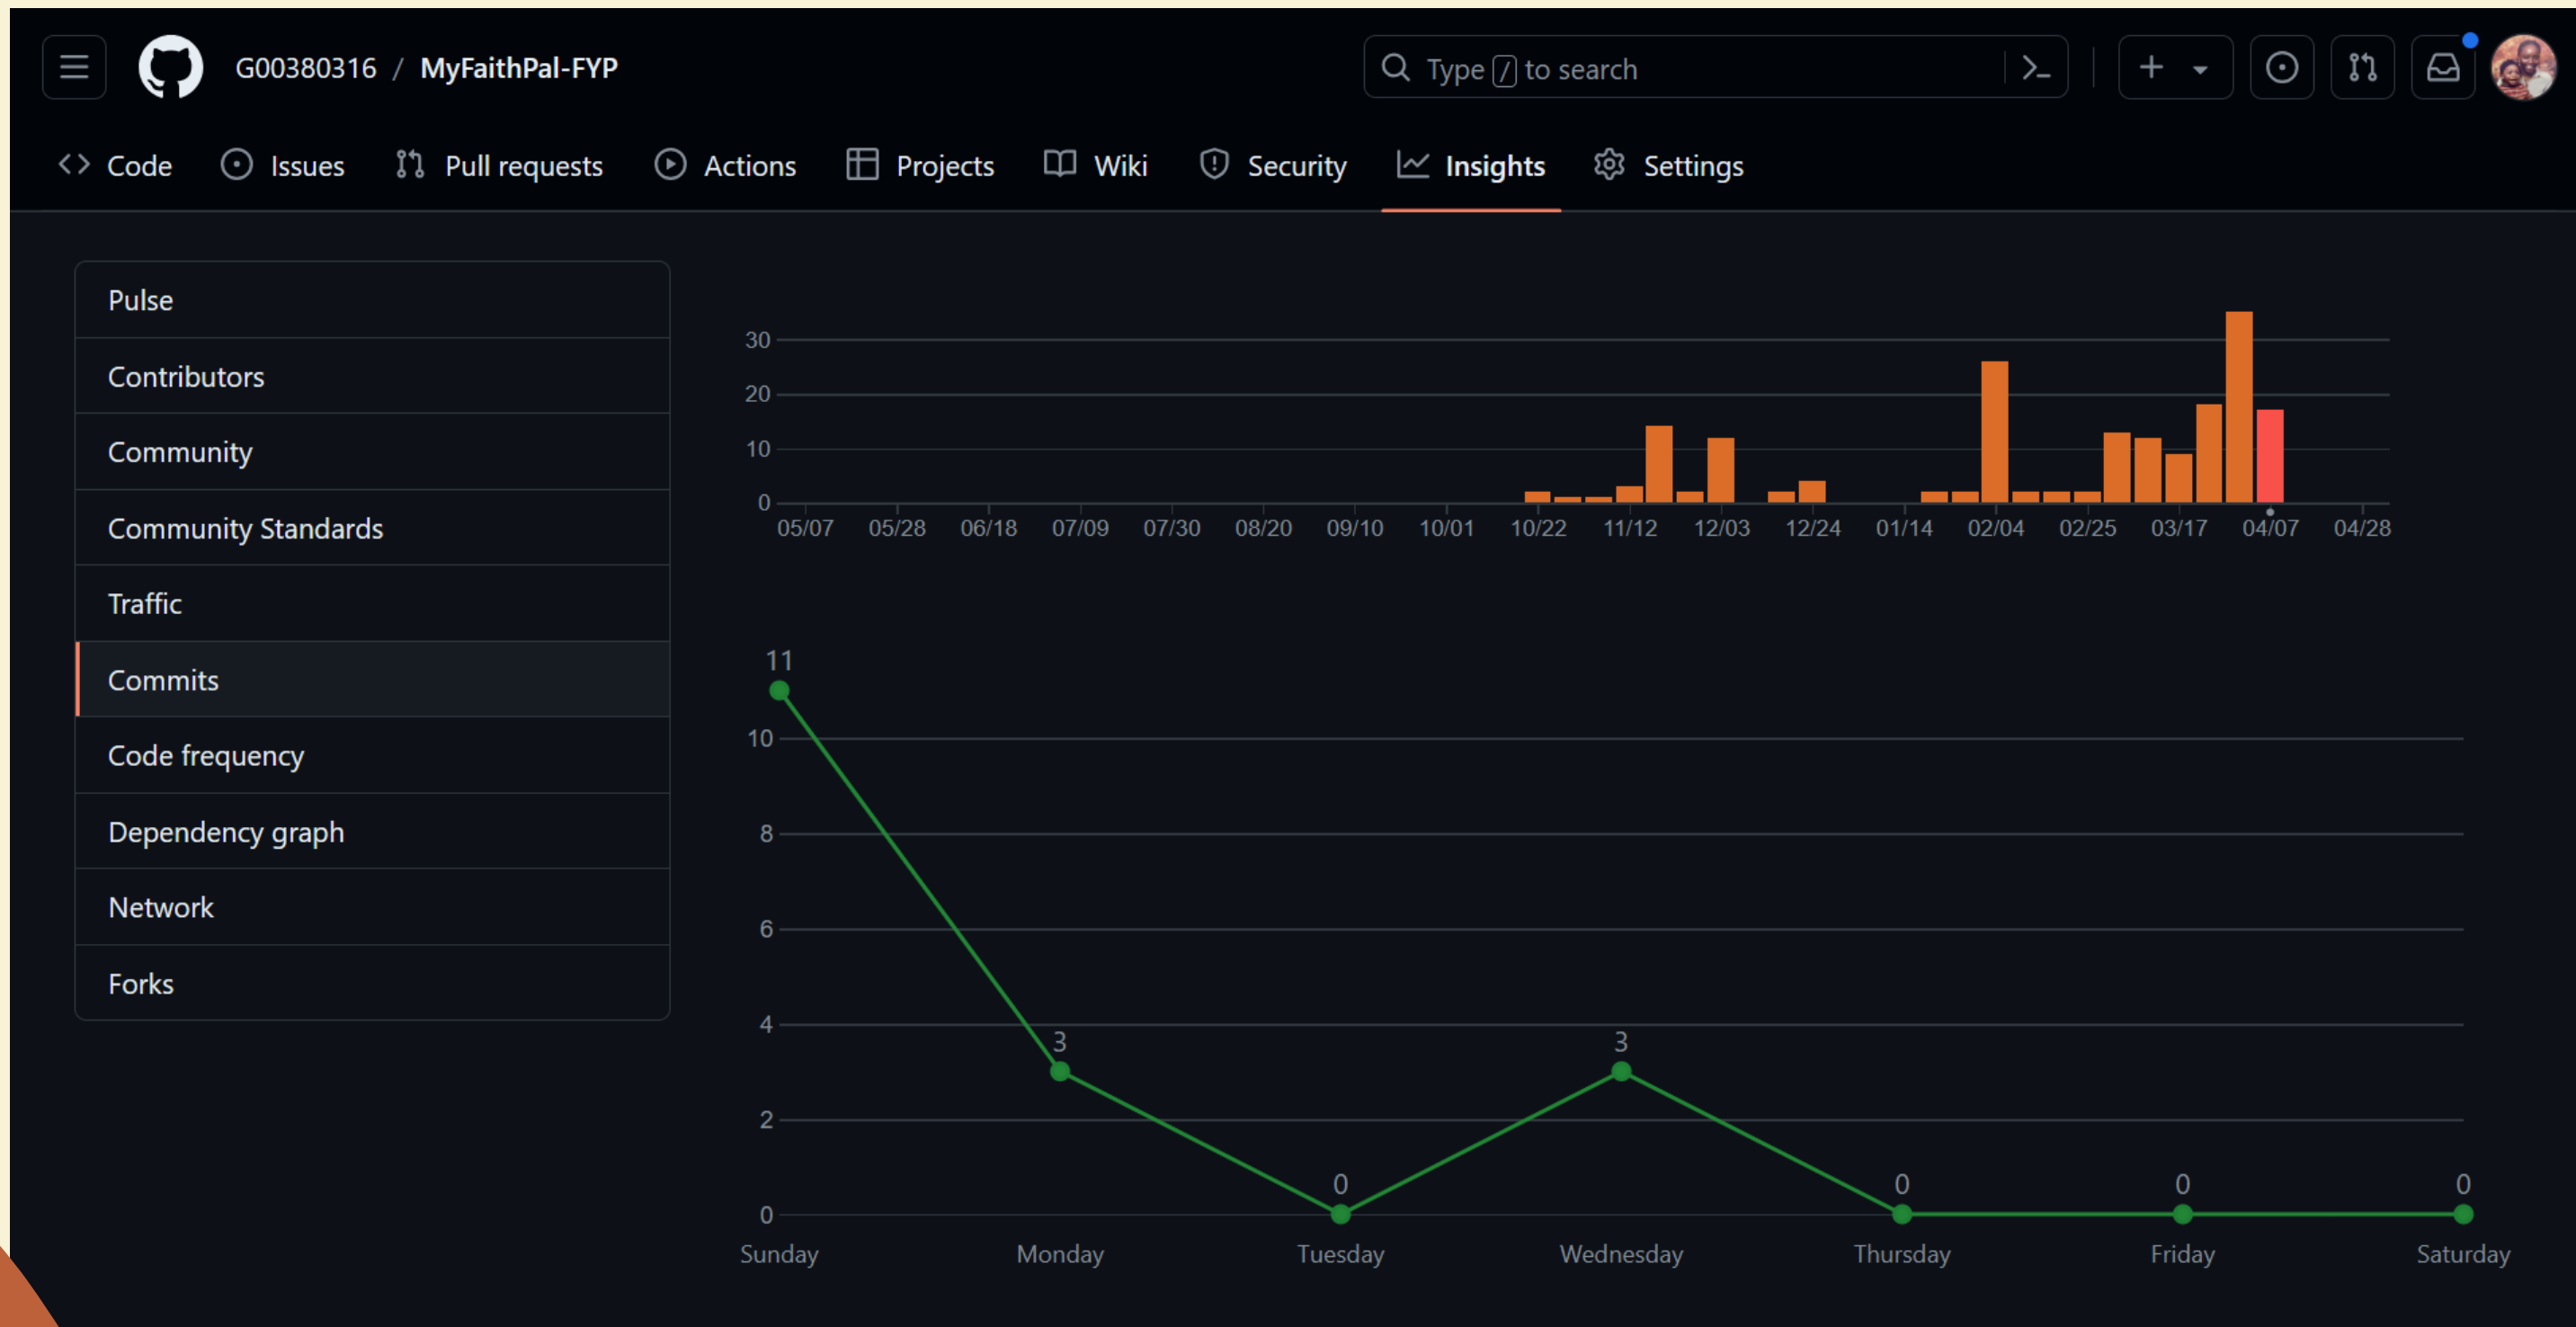 G00380316 / MyFaithPal-FYP
Type / to search
Code Issues Pull requests Actions Projects Wiki Security Insights Settings
Pulse
Contributors
Community
Community Standards
Traffic
Commits
Code frequency
Dependency graph
Network
Forks
30
20
10
0
05/07 05/28 06/18 07/09 07/30 08/20 09/10 10/01 10/22 11/12 12/03 12/24 01/14 02/04 02/25 03/17 04/07 04/28
11
10
8
6
4
3 3
2
0 0 0 0
0
Sunday Monday Tuesday Wednesday Thursday Friday Saturday